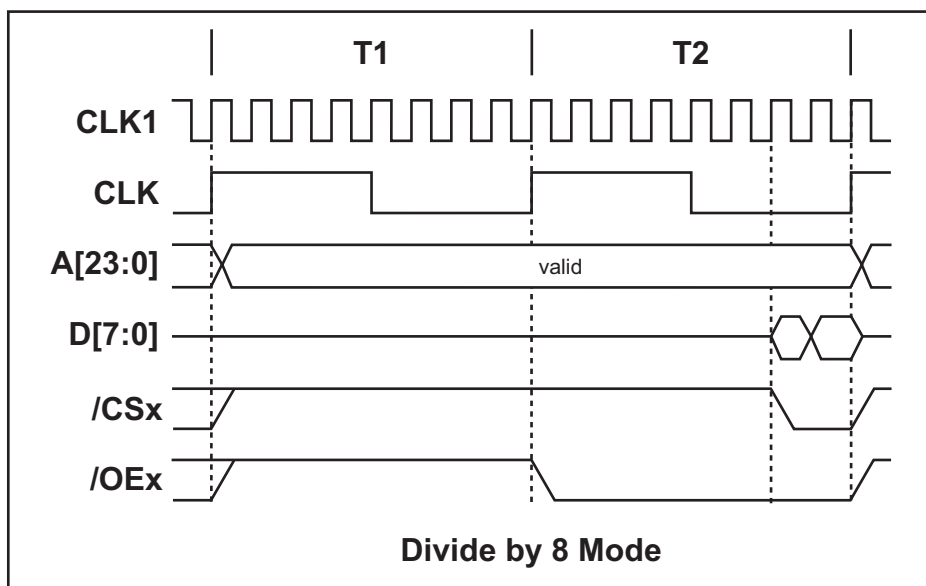 T1 T2
CLK1
CLK
A[23:0] valid
D[7:0]
/CSx
/OEx
Divide by 8 Mode